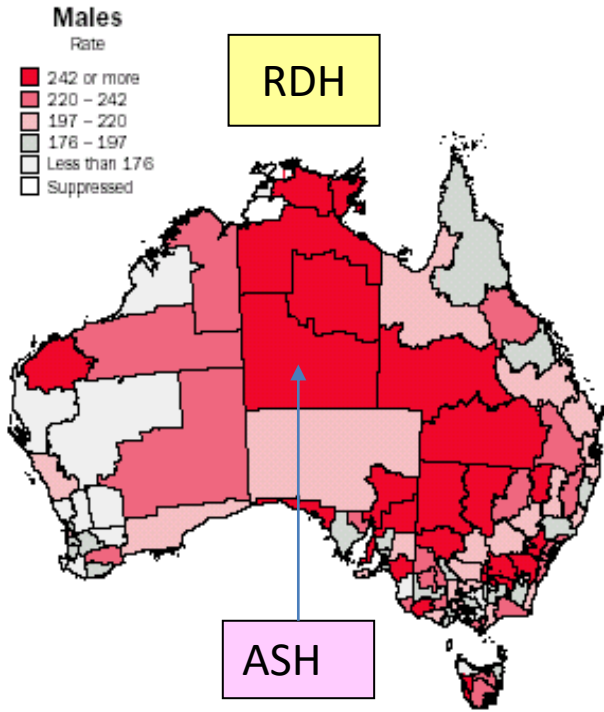 Males
Rate
242 or more
220 – 242
197 – 220
176 – 197
Less than 176
Suppressed
RDH
ASH